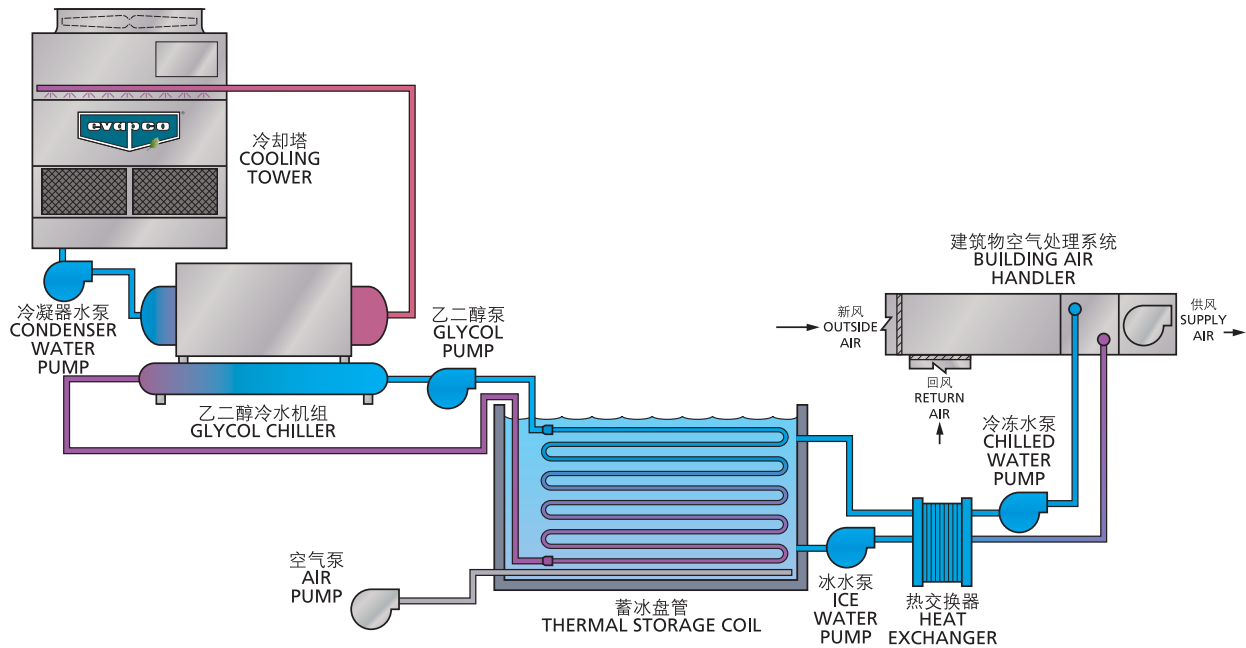 evapco
冷却塔
COOLING
TOWER
冷凝器水泵
CONDENSER
WATER
PUMP
乙二醇泵
GLYCOL
PUMP
乙二醇冷水机组
GLYCOL CHILLER
建筑物空气处理系统
BUILDING AIR
HANDLER
新风
OUTSIDE
AIR
供风
SUPPLY
AIR
回风
RETURN
AIR
冷冻水泵
CHILLED
WATER
PUMP
空气泵
AIR
PUMP
蓄冰盘管
THERMAL STORAGE COIL
冰水泵
ICE
WATER
PUMP
热交换器
HEAT
EXCHANGER